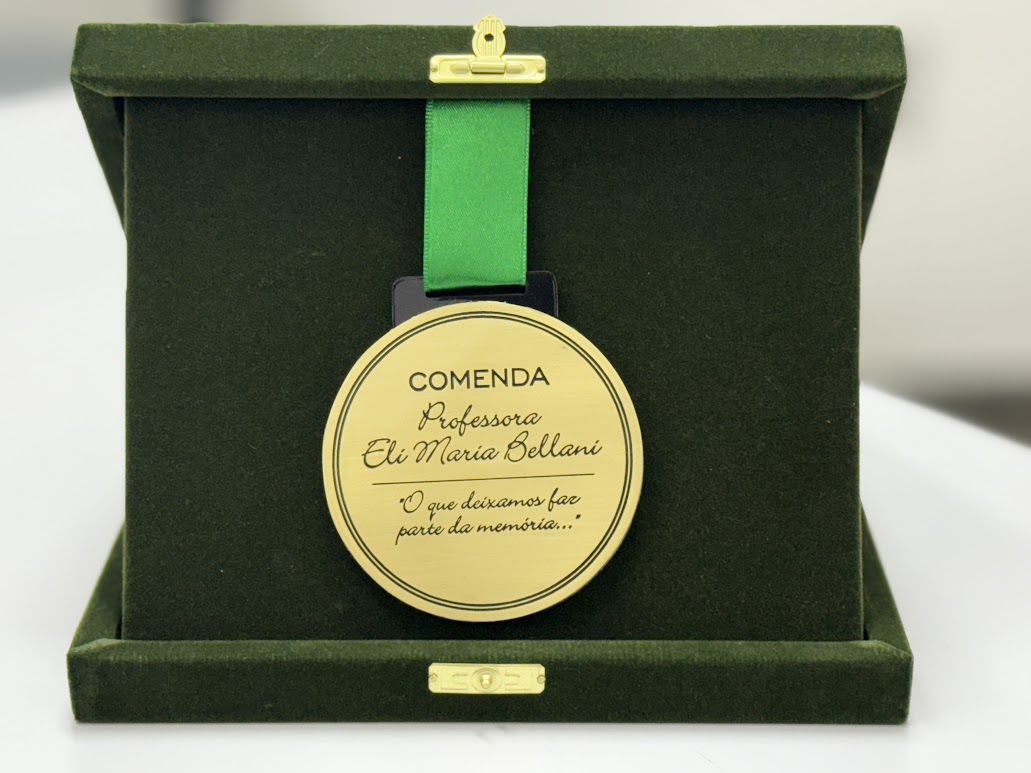 COMENDA
Professora
Eli Maria Bellani
"O que deixamos faz
parte da memória..."